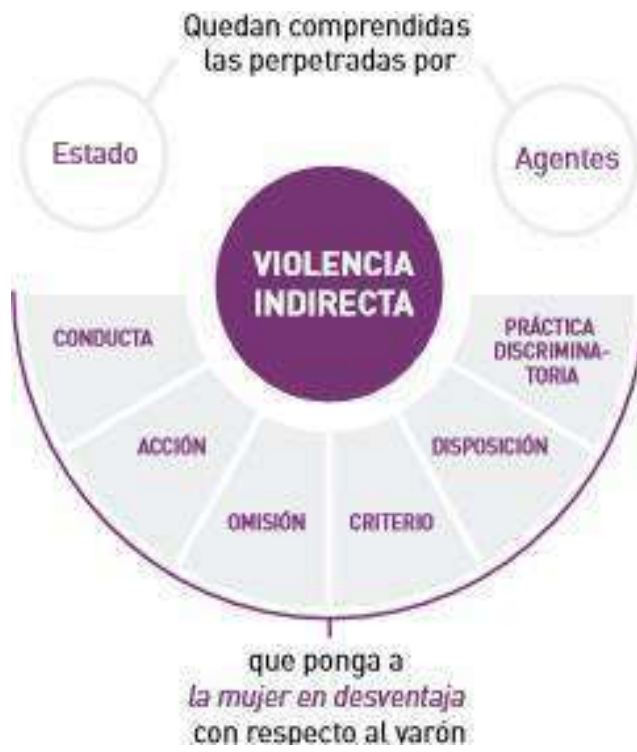 Quedan comprendidas
las perpetradas por
Estado
Agentes
VIOLENCIA
INDIRECTA
CONDUCTA
ACCIÓN
OMISIÓN
CRITERIO
DISPOSICIÓN
PRÁCTICA
DISCRIMINA-
TORIA
que ponga a
la mujer en desventaja
con respecto al varón